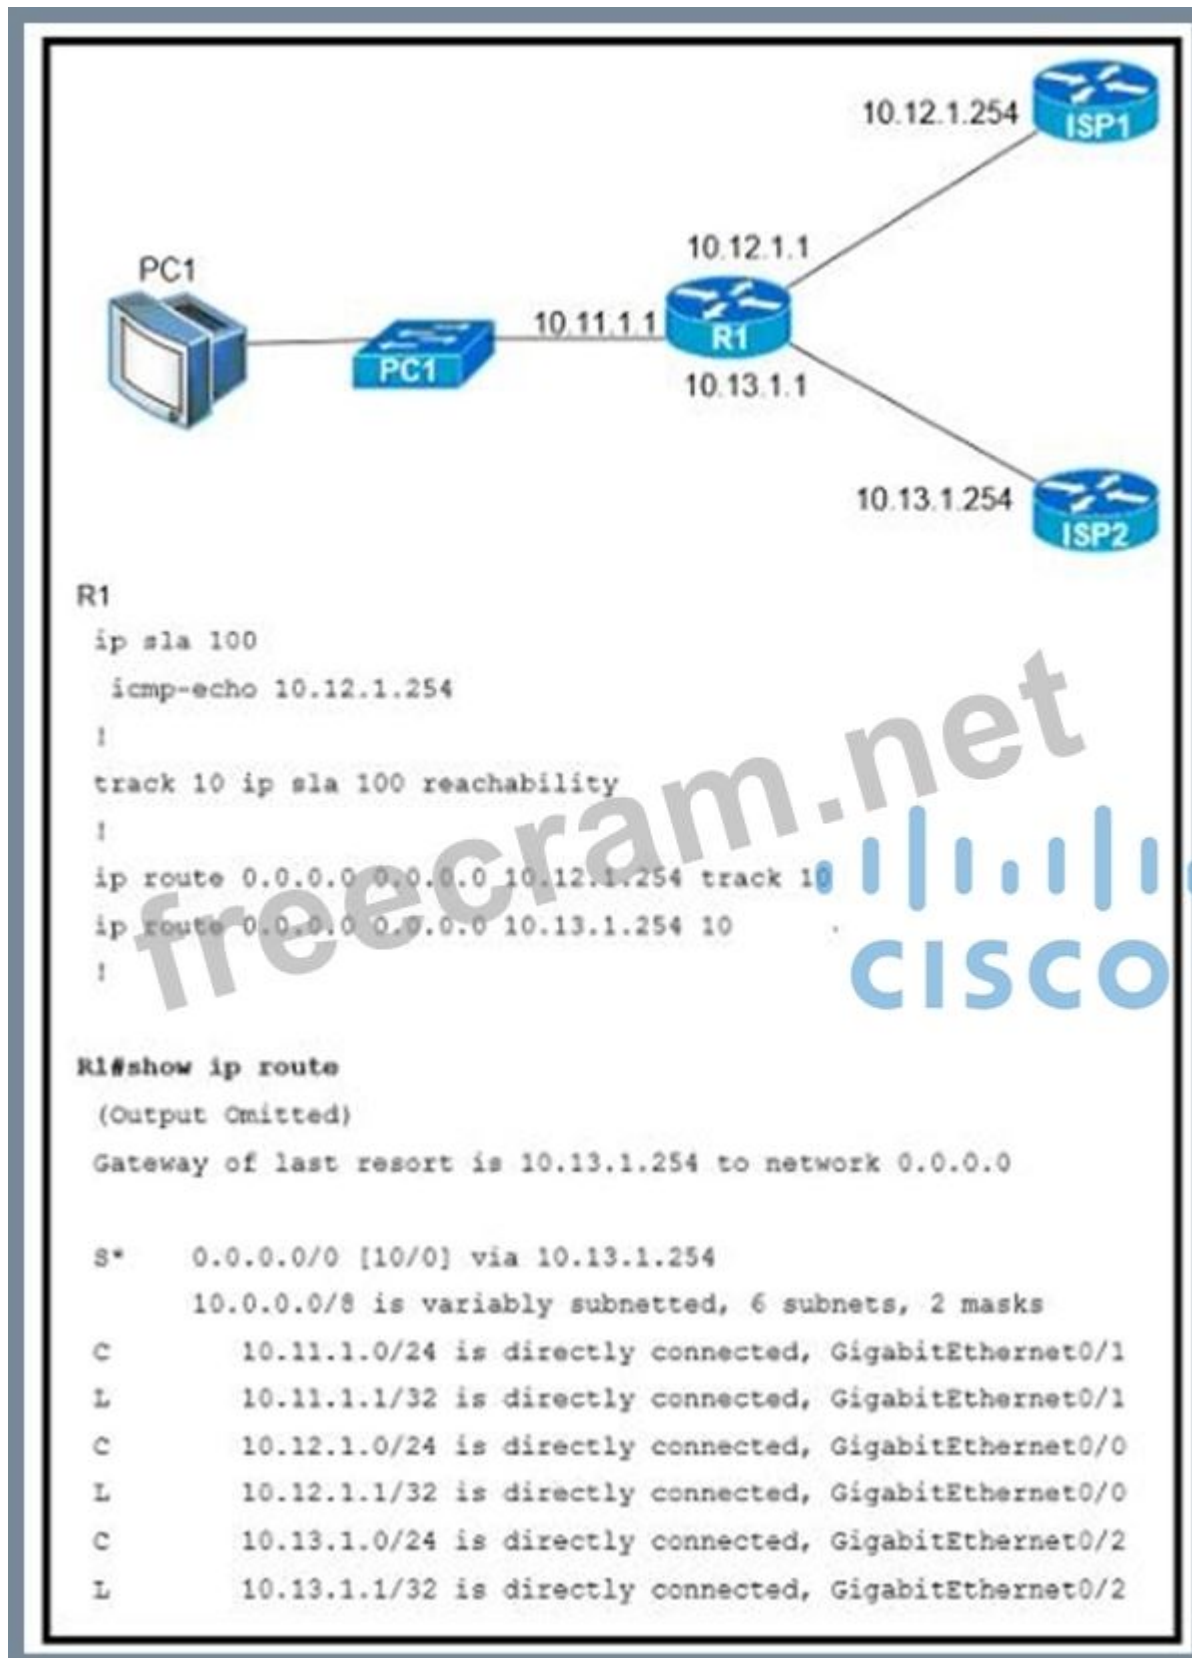 10.12.1.254
ISP1
10.12.1.1
PC1
10.11.1.1
R1
PC1
10.13.1.1
10.13.1.254
ISP2
R1
ip sla 100
icmp-echo 10.12.1.254
!
track 10 ip sla 100 reachability
!
ip route 0.0.0.0 0.0.0.0 10.12.1.254 track 10
ip route 0.0.0.0 0.0.0.0 10.13.1.254 10
!
freecram.net
CISCO
R1#show ip route
(Output Omitted)
Gateway of last resort is 10.13.1.254 to network 0.0.0.0
S* 0.0.0.0/0 [10/0] via 10.13.1.254
10.0.0.0/8 is variably subnetted, 6 subnets, 2 masks
C 10.11.1.0/24 is directly connected, GigabitEthernet0/1
L 10.11.1.1/32 is directly connected, GigabitEthernet0/1
C 10.12.1.0/24 is directly connected, GigabitEthernet0/0
L 10.12.1.1/32 is directly connected, GigabitEthernet0/0
C 10.13.1.0/24 is directly connected, GigabitEthernet0/2
L 10.13.1.1/32 is directly connected, GigabitEthernet0/2